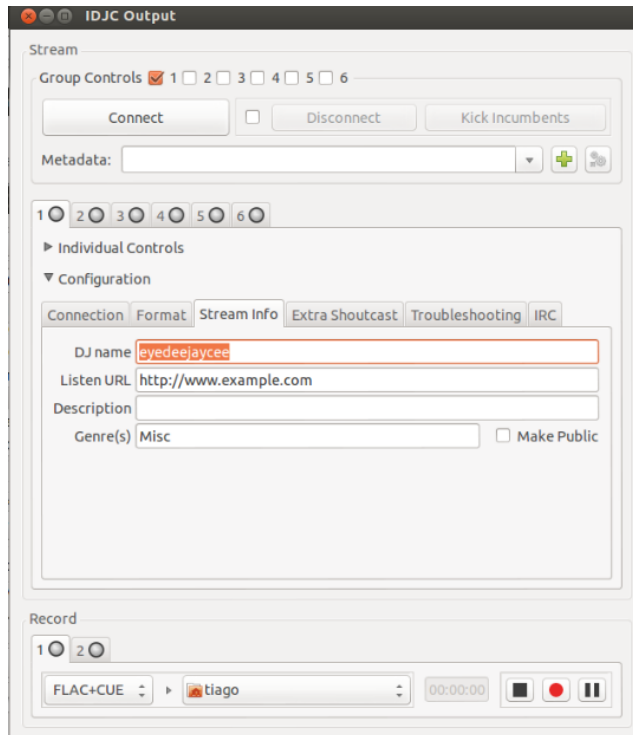 IDJC Output
Stream
Group Controls 1 2 3 4 5 6
Connect Disconnect Kick Incumbents
Metadata:
1 2 3 4 5 6
Individual Controls
Configuration
Connection Format Stream Info Extra Shoutcast Troubleshooting IRC
DJ name eyedeejaycee
Listen URL http://www.example.com
Description
Genre(s) Misc Make Public
Record
1 2
FLAC+CUE tiago 00:00:00